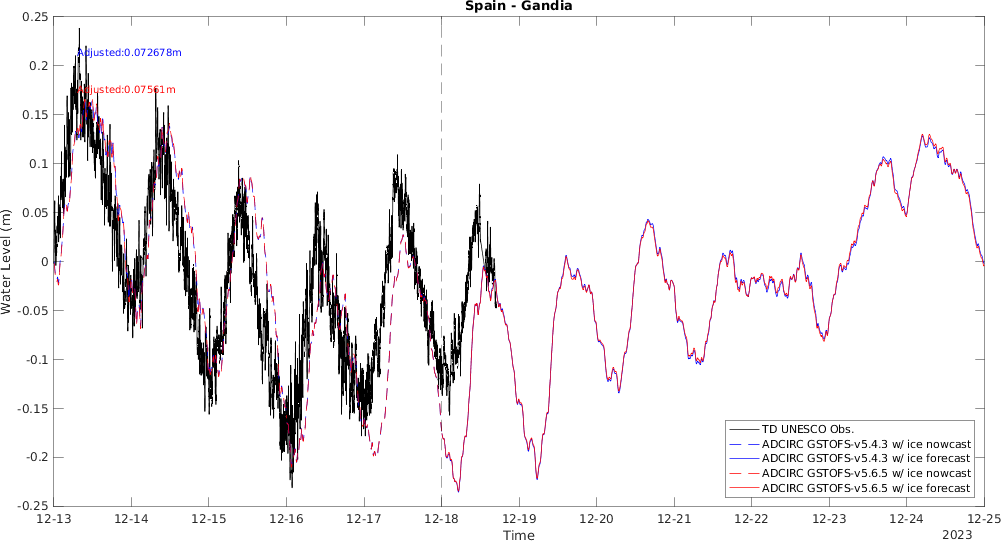 Spain - Gandia
0.25
0.2
0.15
0.1
0.05
0
-0.05
-0.1
-0.15
-0.2
-0.25
Water Level (m)
Adjusted:0.072678m
Adjusted:0.07561m
TD UNESCO Obs.
ADCIRC GSTOFS-v5.4.3 w/ ice nowcast
ADCIRC GSTOFS-v5.4.3 w/ ice forecast
ADCIRC GSTOFS-v5.6.5 w/ ice nowcast
ADCIRC GSTOFS-v5.6.5 w/ ice forecast
12-13 12-14 12-15 12-16 12-17 12-18 12-19 12-20 12-21 12-22 12-23 12-24 12-25
Time
2023